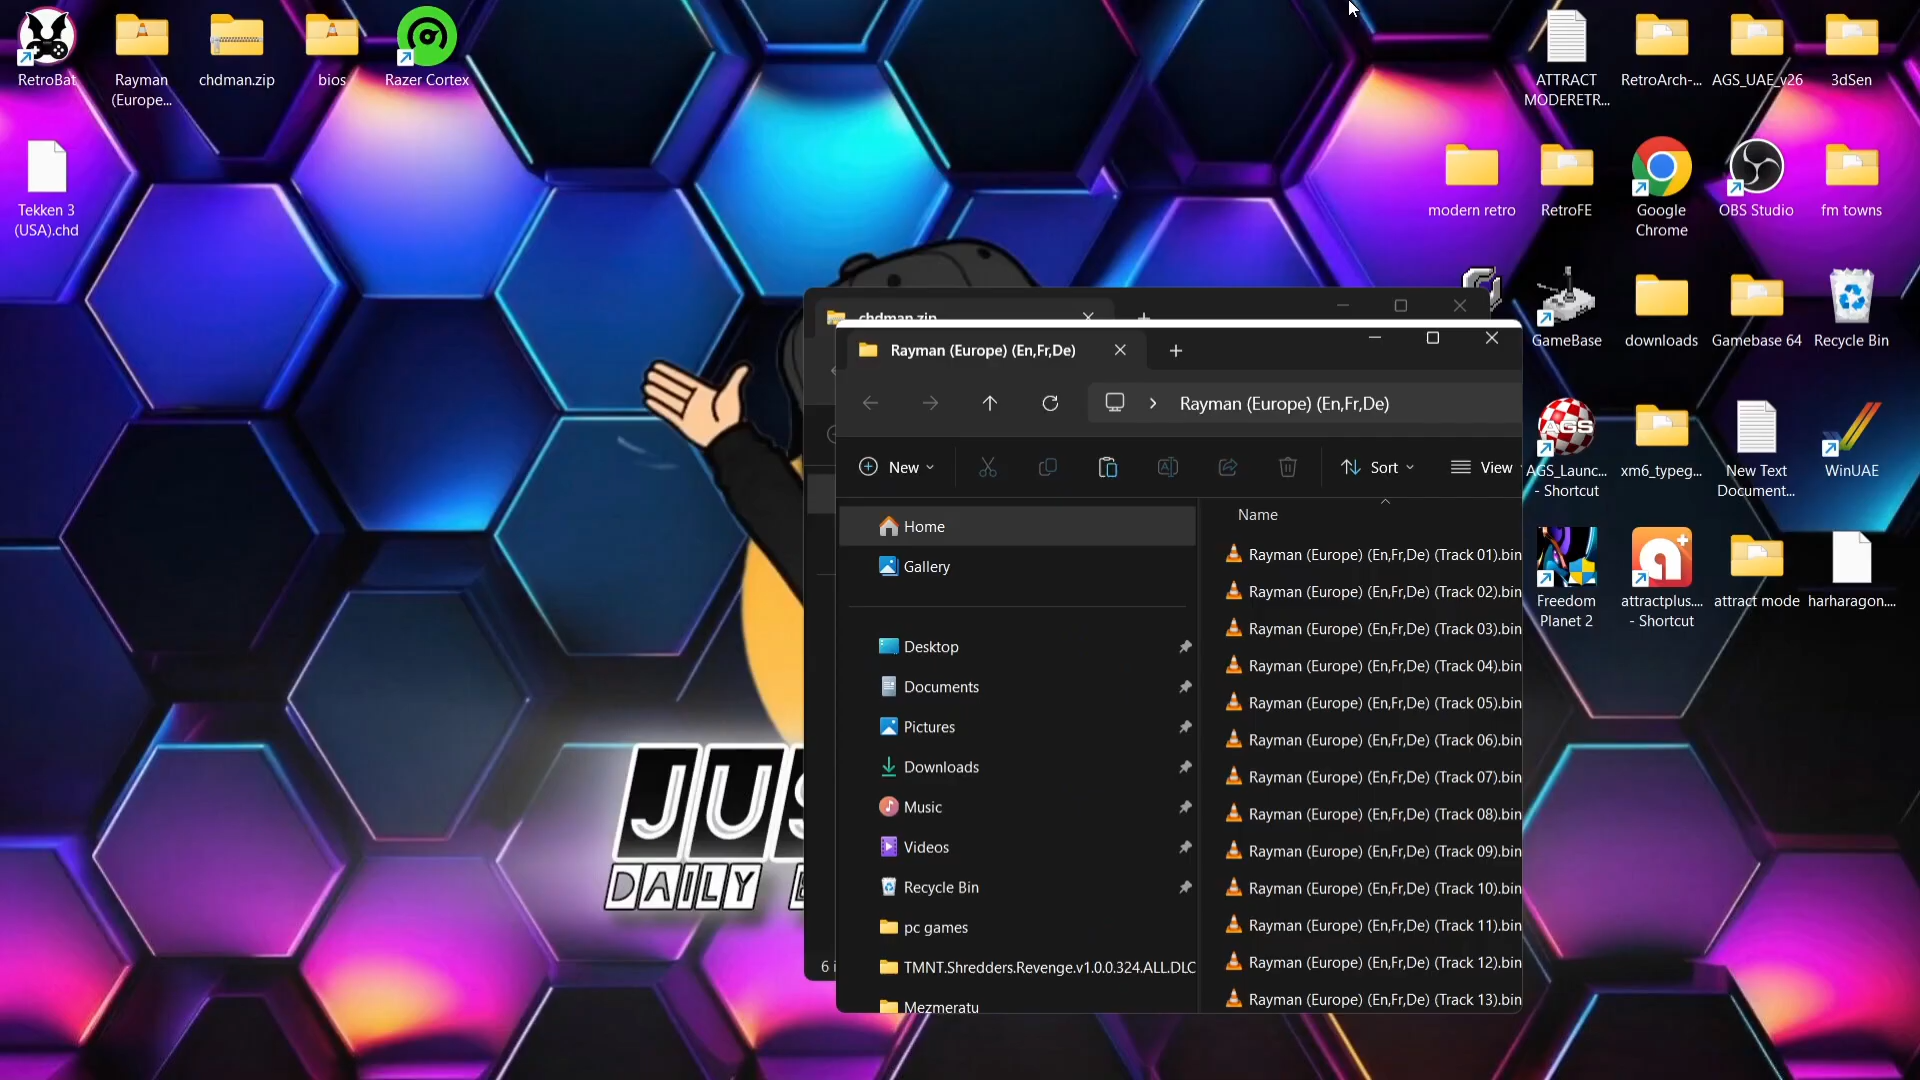 RetroBat
Rayman
(Europe...
chdman.zip
bios
Razer Cortex
Tekken 3
(USA).chd
ATTRACT
MODERETR...
RetroArch-...
AGS_UAE_v26
3dSen
modern retro
RetroFE
Google
Chrome
OBS Studio
fm towns
GameBase
downloads
Gamebase 64
Recycle Bin
AGS
AGS_Launc...
- Shortcut
xm6_typeg...
New Text
Document...
WinUAE
Freedom
Planet 2
attractplus....
- Shortcut
attract mode
harharagon....
chdman.zip
Rayman (Europe) (En,Fr,De)
Rayman (Europe) (En,Fr,De)
New
Sort
View
Home
Gallery
Desktop
Documents
Pictures
Downloads
Music
Videos
Recycle Bin
pc games
TMNT.Shredders.Revenge.v1.0.0.324.ALL.DLC
Mezmeratu
Name
Rayman (Europe) (En,Fr,De) (Track 01).bin
Rayman (Europe) (En,Fr,De) (Track 02).bin
Rayman (Europe) (En,Fr,De) (Track 03).bin
Rayman (Europe) (En,Fr,De) (Track 04).bin
Rayman (Europe) (En,Fr,De) (Track 05).bin
Rayman (Europe) (En,Fr,De) (Track 06).bin
Rayman (Europe) (En,Fr,De) (Track 07).bin
Rayman (Europe) (En,Fr,De) (Track 08).bin
Rayman (Europe) (En,Fr,De) (Track 09).bin
Rayman (Europe) (En,Fr,De) (Track 10).bin
Rayman (Europe) (En,Fr,De) (Track 11).bin
Rayman (Europe) (En,Fr,De) (Track 12).bin
Rayman (Europe) (En,Fr,De) (Track 13).bin
6 i
JUS
DAILY